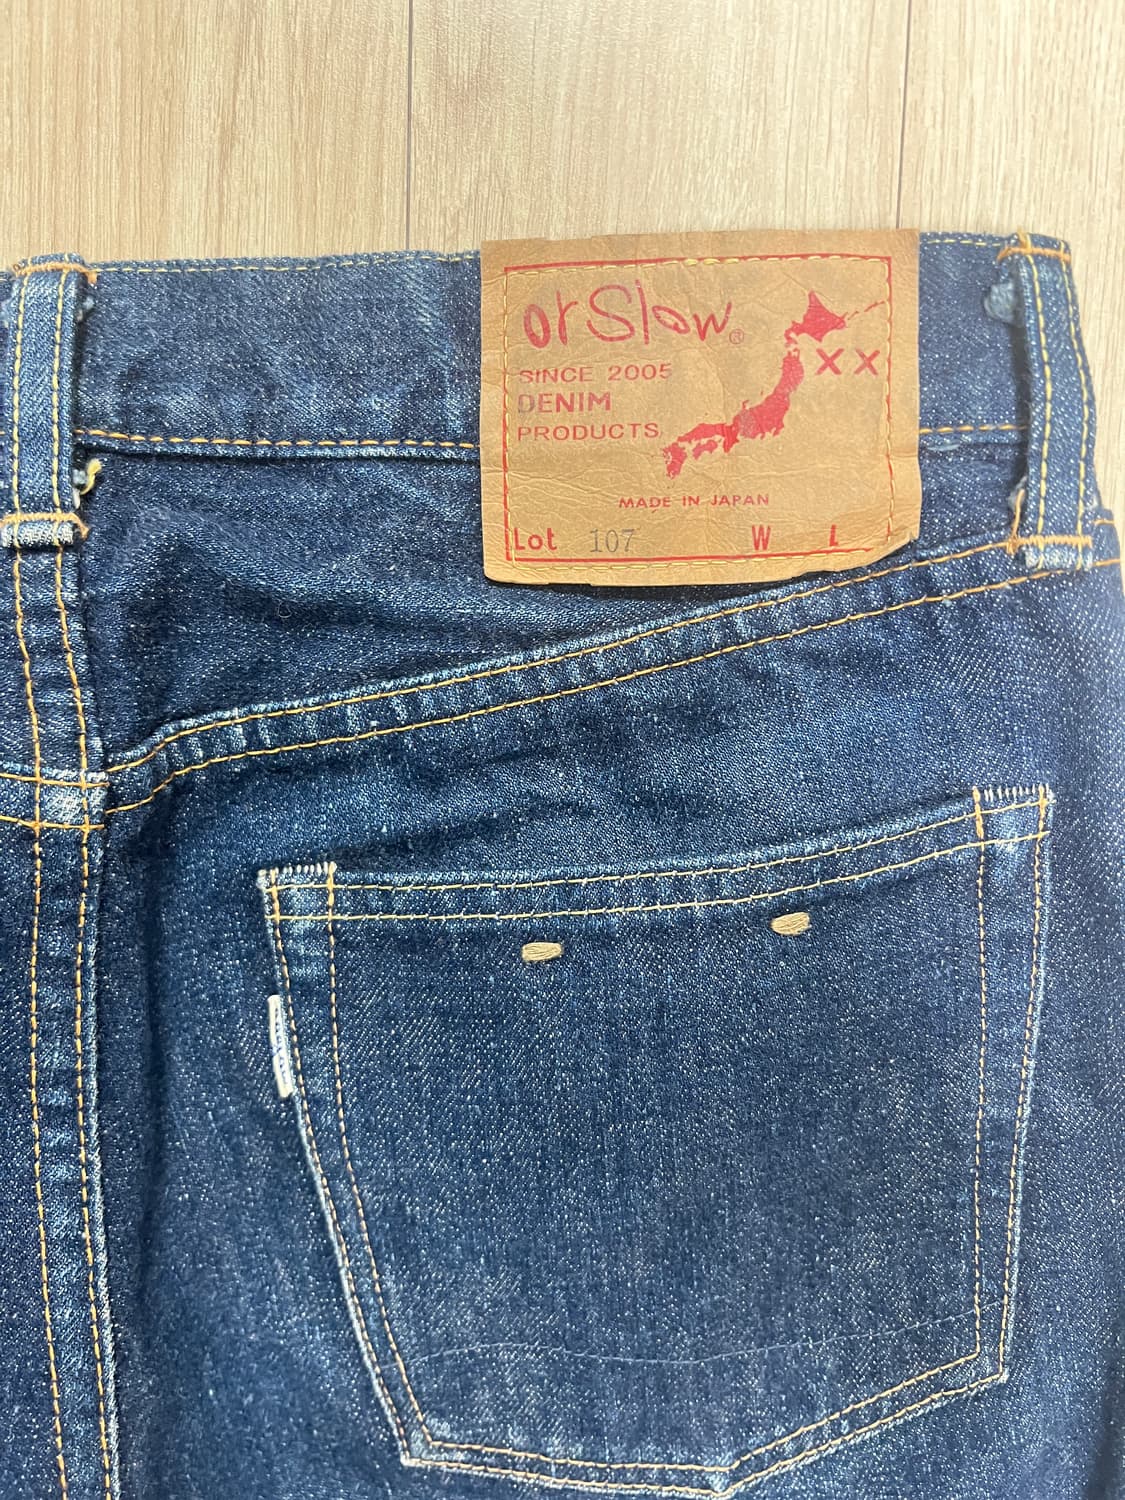 orSlow®
SINCE 2005
XX
DENIM
PRODUCTS
MADE IN JAPAN
Lot 107 W L